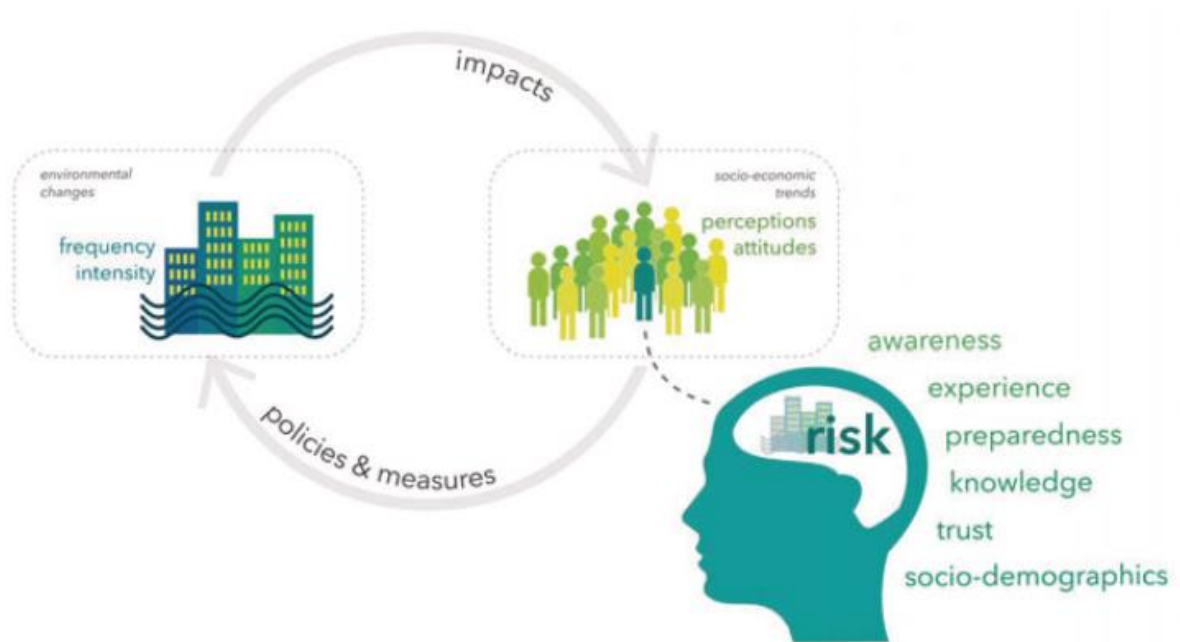 impacts
environmental
changes
frequency
intensity
socio-economic
trends
perceptions
attitudes
policies & measures
risk
awareness
experience
preparedness
knowledge
trust
socio-demographics